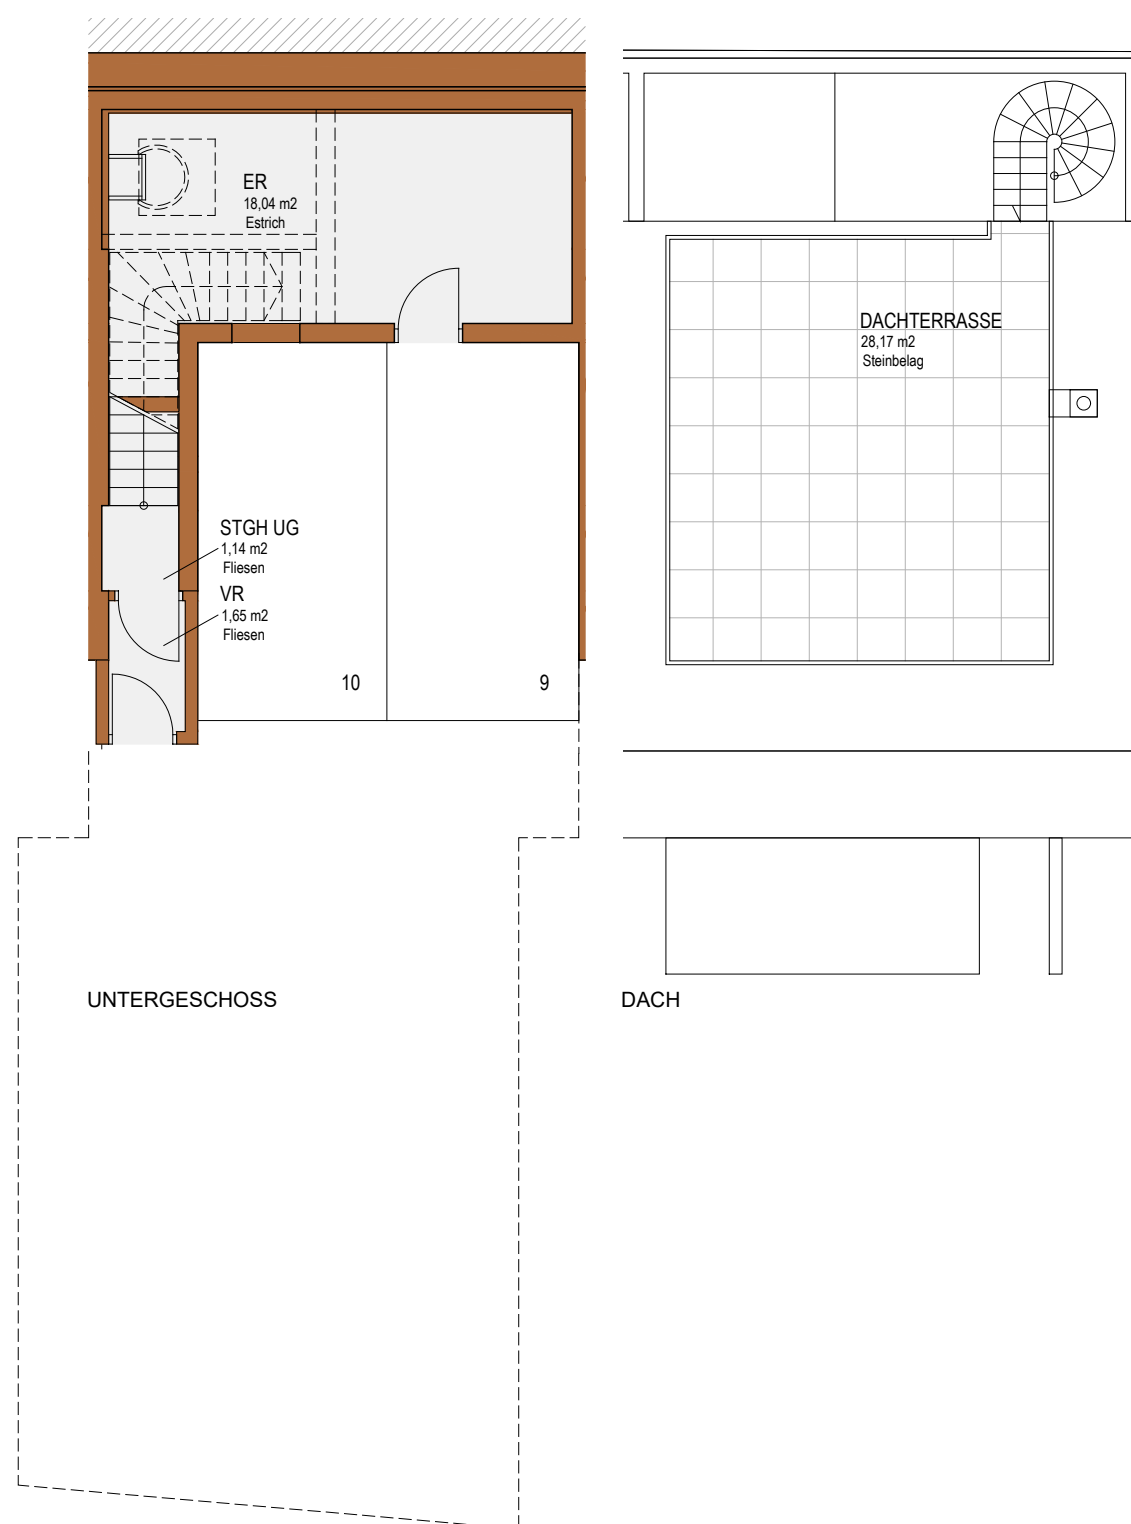 ER
18,04 m2
Estrich
STGH UG
1,14 m2
Fliesen
VR
1,65 m2
Fliesen
10
9
UNTERGESCHOSS
DACHTERRASSE
28,17 m2
Steinbelag
DACH